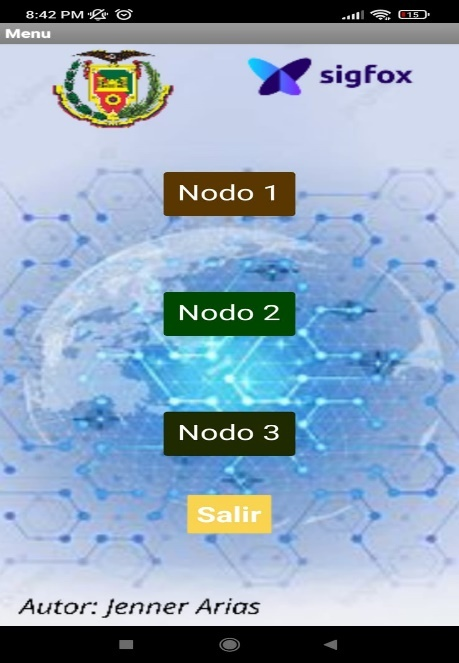 8:42 PM
15
Menu
sigfox
Nodo 1
Nodo 2
Nodo 3
Salir
Autor: Jenner Arias